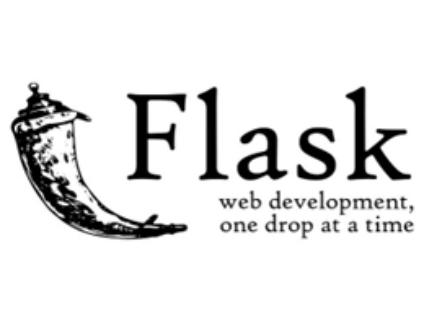 Flask
web development,
one drop at a time